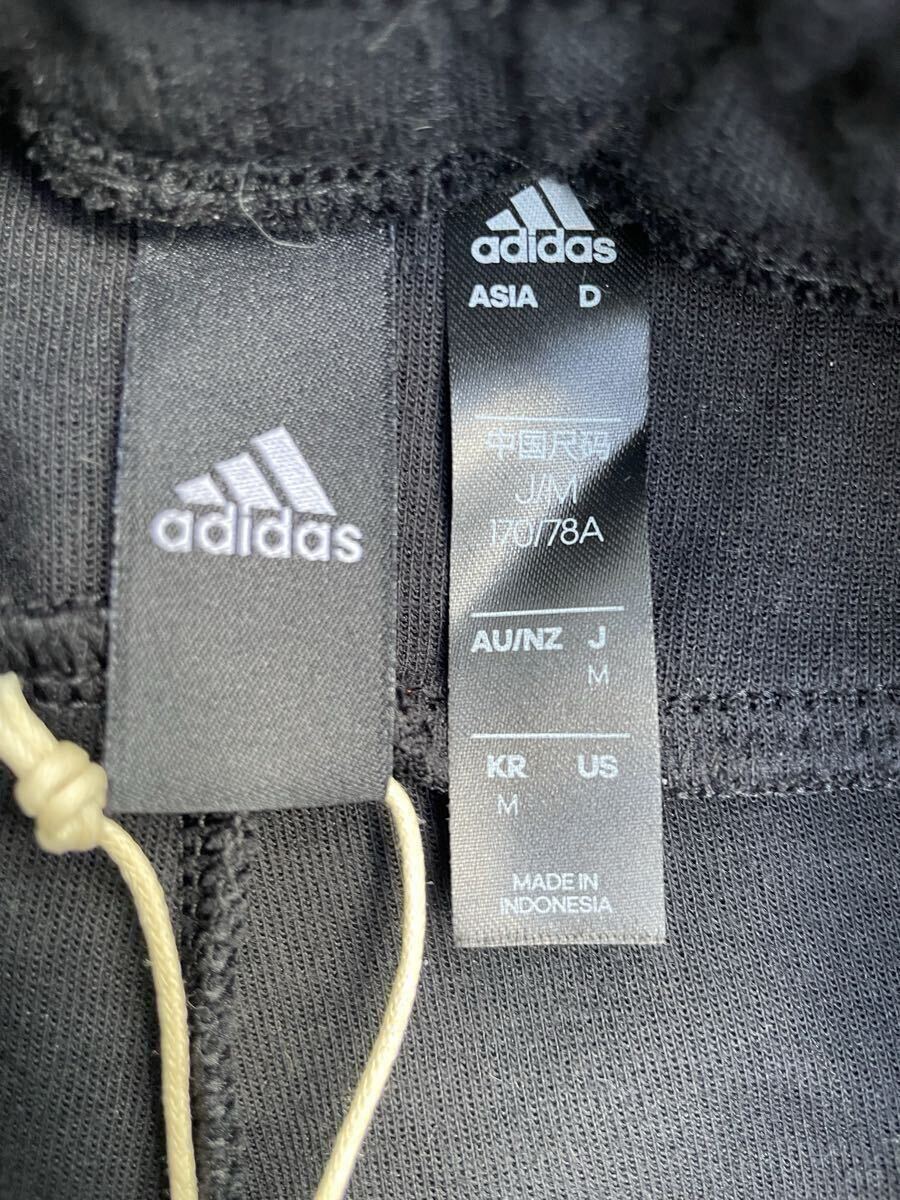 adidas
adidas
ASIA D
中国尺码
J/M
170/78A
AU/NZ J
M
KR US
M
MADE IN
INDONESIA